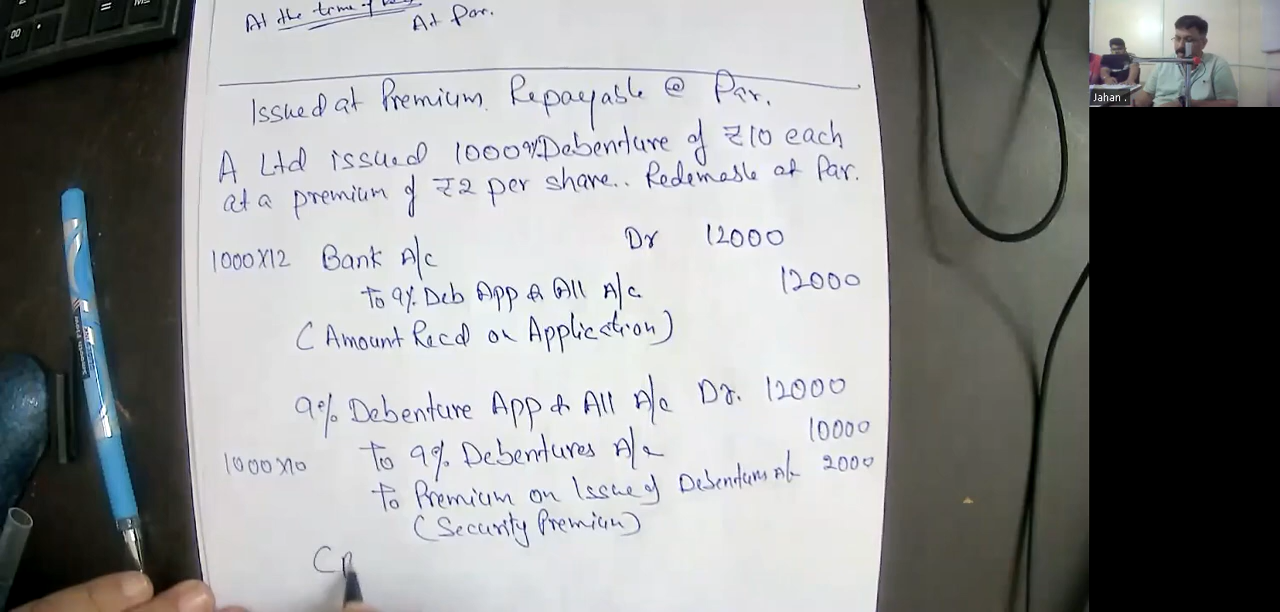 At the time of
At Par.
Issued at Premium. Repayable @ Par.
A Ltd issued 1000 9% Debenture of ₹10 each
at a premium of ₹2 per share.. Redemable at Par.
1000X12 Bank A/c Dr 12000
To 9% Deb App & All A/c 12000
(Amount Recd on Application)
9% Debenture App & All A/c Dr. 12000
1000X10 To 9% Debentures A/c 10000
To Premium on Issue of Debenture A/c 2000
(Security Premium)
Jahan .